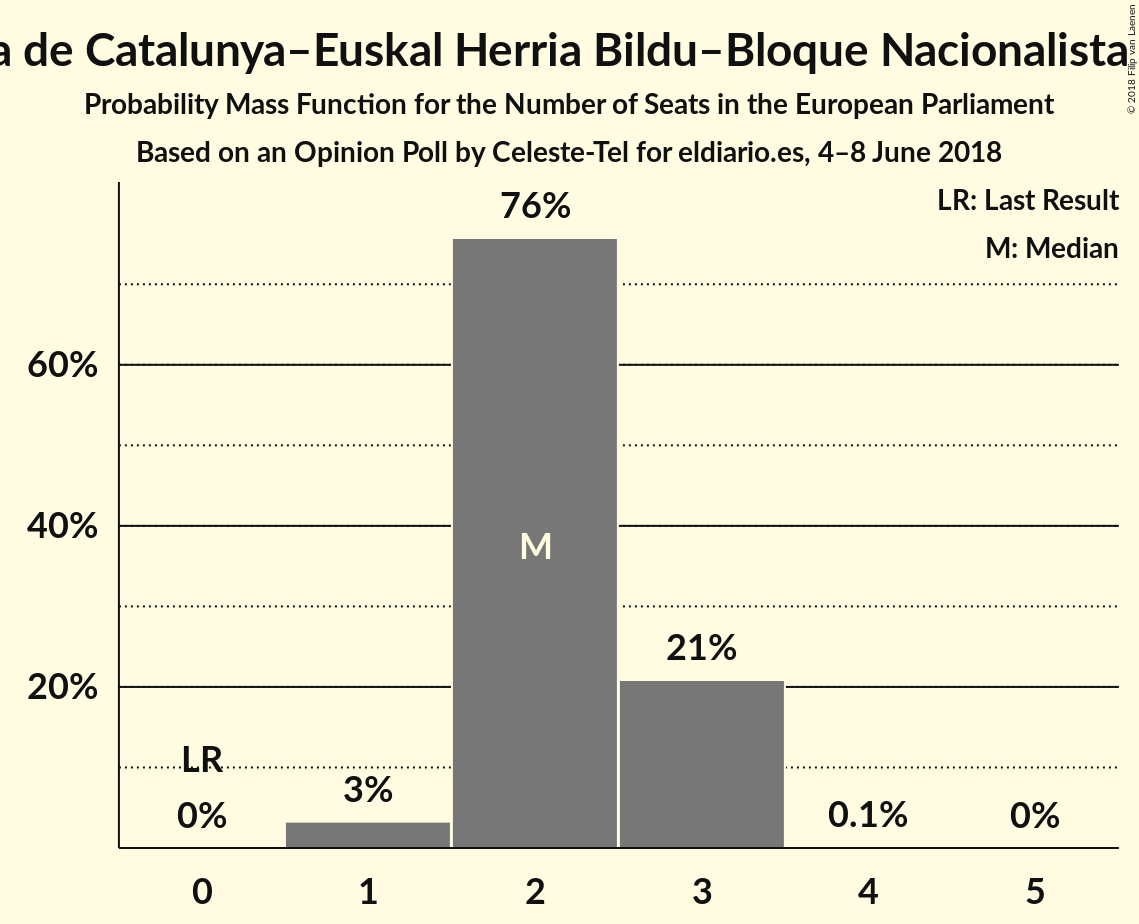 a de Catalunya–Euskal Herria Bildu–Bloque Nacionalista
Probability Mass Function for the Number of Seats in the European Parliament
Based on an Opinion Poll by Celeste-Tel for eldiario.es, 4–8 June 2018
© 2018 Filip van Laenen
LR: Last Result
M: Median
76%
60%
M
40%
21%
20%
LR
3%
0%
0.1%
0%
0 1 2 3 4 5